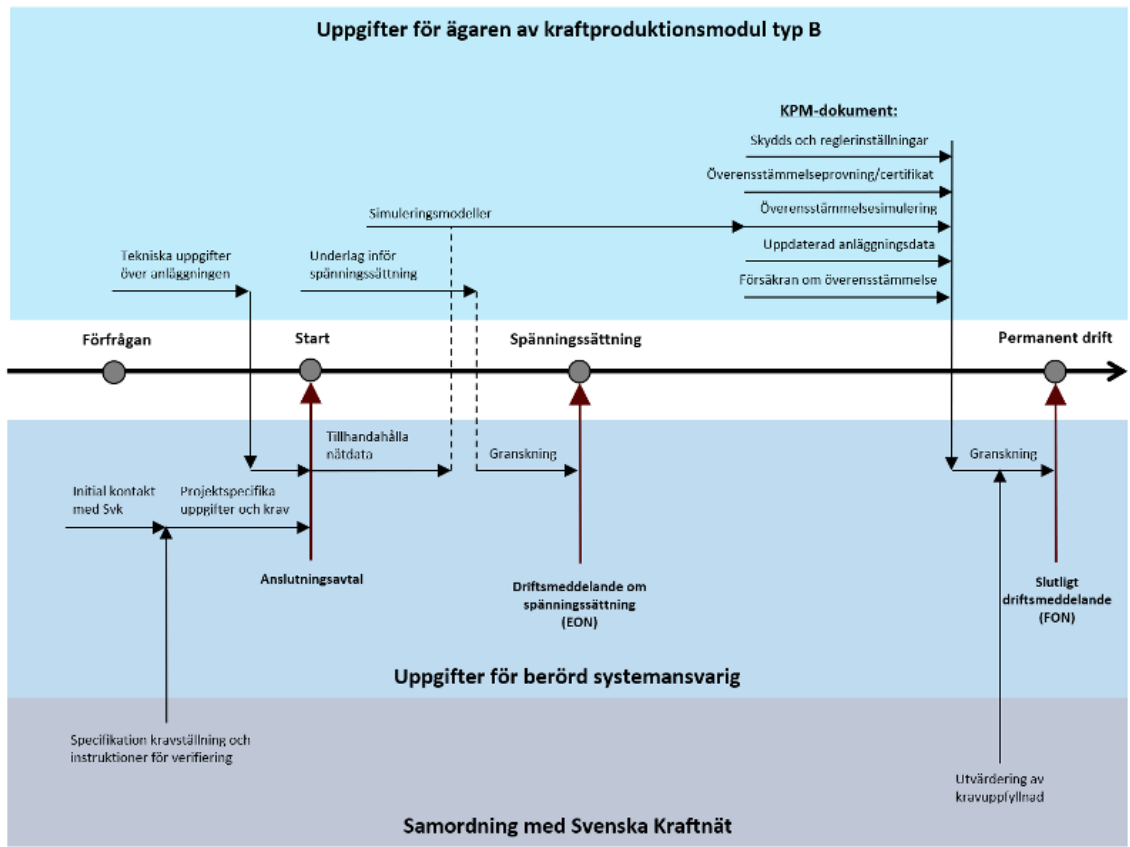 Uppgifter för ägaren av kraftproduktionsmodul typ B
KPM-dokument:
Skydds och reglerinställningar
Överensstämmelseprovning/certifikat
Simuleringsmodeller
Överensstämmelsesimulering
Tekniska uppgifter
över anläggningen
Underlag inför
spänningssättning
Uppdaterad anläggningsdata
Försäkran om överensstämmelse
Förfrågan
Start
Spänningssättning
Permanent drift
Tillhandahålla
nätdata
Granskning
Granskning
Initial kontakt
med Svk
Projektspecifika
uppgifter och krav
Anslutningsavtal
Driftsmeddelande om
spänningssättning
(EON)
Slutligt
driftsmeddelande
(FON)
Uppgifter för berörd systemansvarig
Specifikation kravställning och
instruktioner för verifiering
Utvärdering av
kravuppfyllnad
Samordning med Svenska Kraftnät